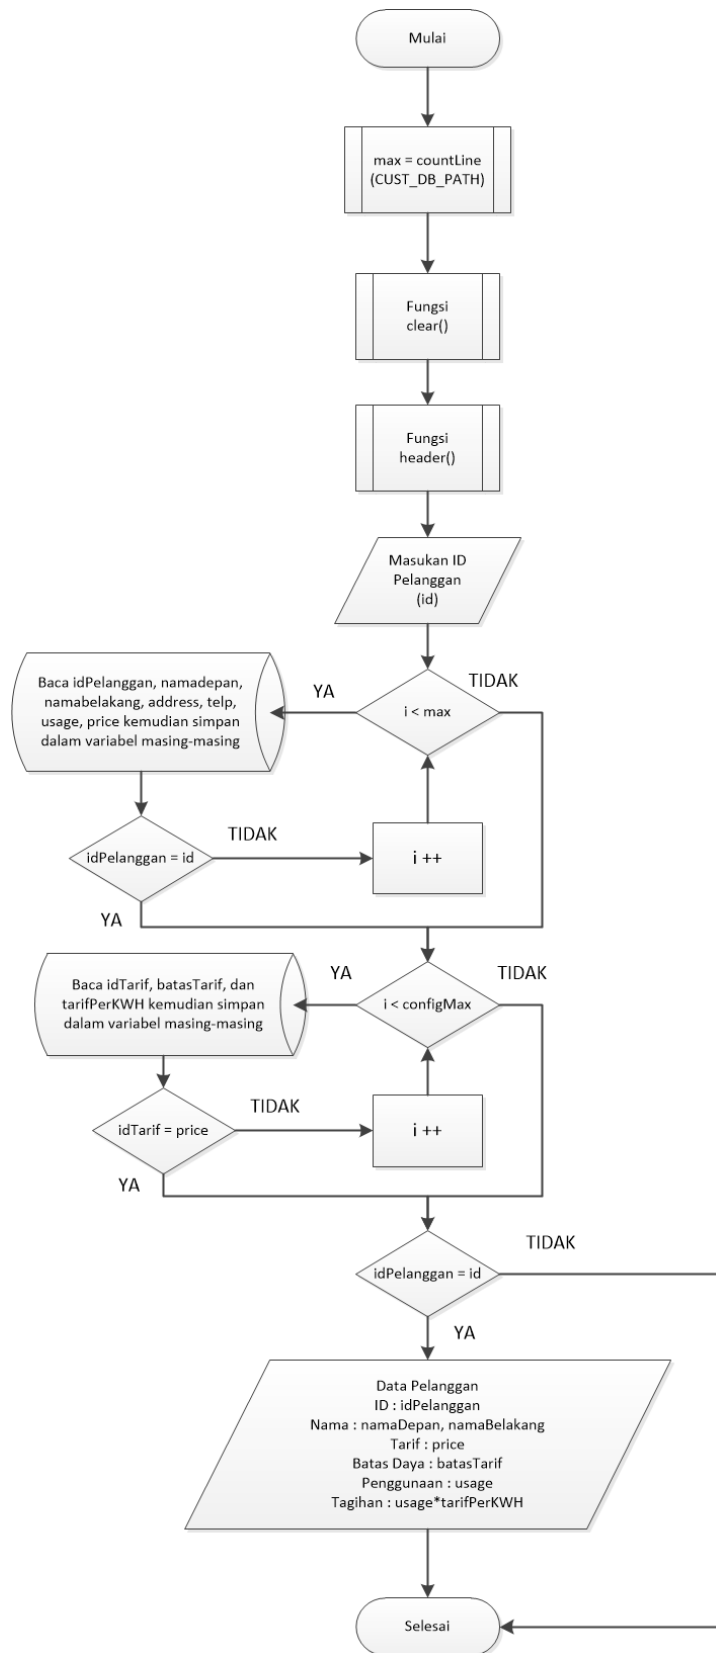 Mulai
max = countLine
(CUST_DB_PATH)
Fungsi
clear()
Fungsi
header()
Masukan ID
Pelanggan
(id)
i < max
YA
TIDAK
Baca idPelanggan, namadepan,
namabelakang, address, telp,
usage, price kemudian simpan
dalam variabel masing-masing
idPelanggan = id
TIDAK
i ++
YA
i < configMax
YA
TIDAK
Baca idTarif, batasTarif, dan
tarifPerKWH kemudian simpan
dalam variabel masing-masing
idTarif = price
TIDAK
i ++
YA
idPelanggan = id
TIDAK
YA
Data Pelanggan
ID : idPelanggan
Nama : namaDepan, namaBelakang
Tarif : price
Batas Daya : batasTarif
Penggunaan : usage
Tagihan : usage*tarifPerKWH
Selesai